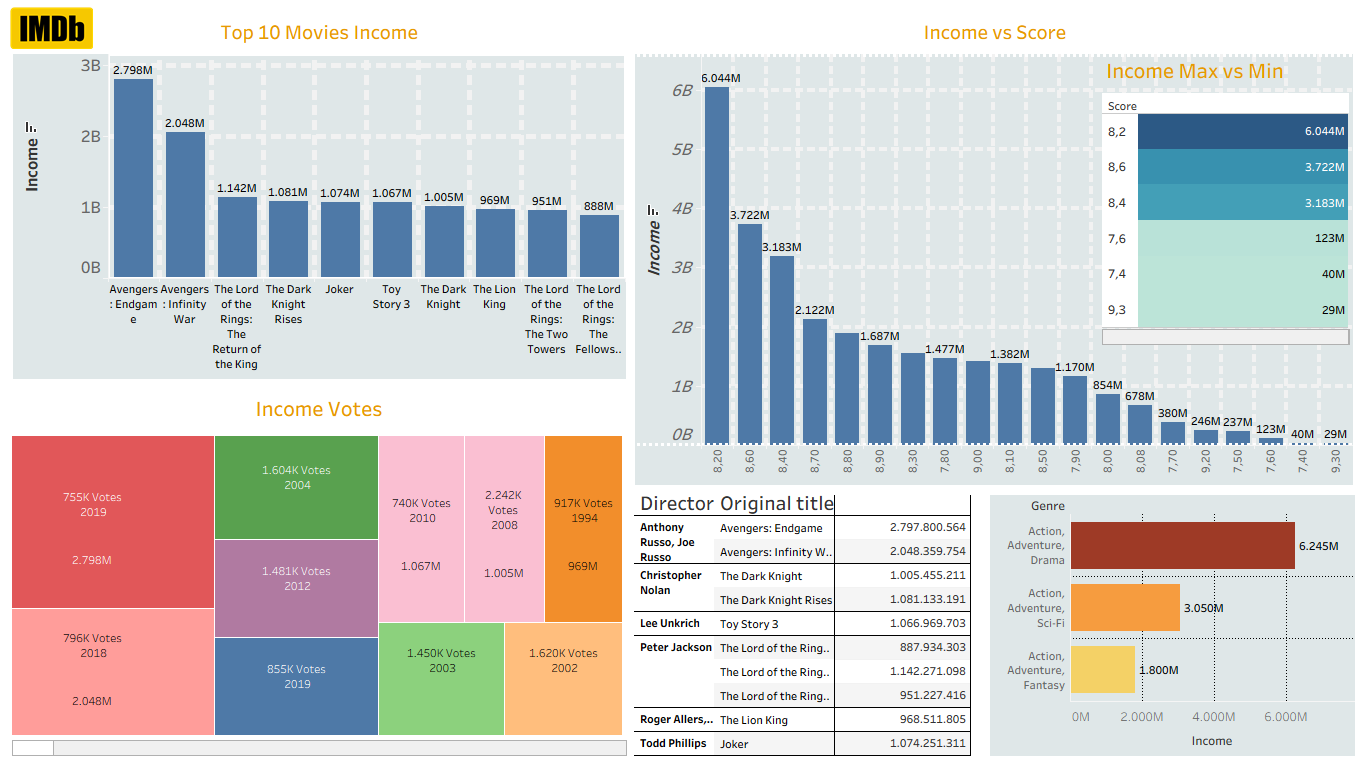 IMDb
Top 10 Movies Income
Income
3B
2B
1B
0B
2.798M
2.048M
1.142M
1.081M
1.074M
1.067M
1.005M
969M
951M
888M
Avengers
: Endgam
e
Avengers
: Infinity
War
The Lord
of the
Rings:
The
Return of
the King
The Dark
Knight
Rises
Joker
Toy
Story 3
The Dark
Knight
The Lion
King
The Lord
of the
Rings:
The Two
Towers
The Lord
of the
Rings:
The
Fellows..
Income Votes
755K Votes
2019
2.798M
796K Votes
2018
2.048M
1.604K Votes
2004
1.481K Votes
2012
855K Votes
2019
740K Votes
2010
1.067M
2.242K
Votes
2008
1.005M
917K Votes
1994
969M
1.450K Votes
2003
1.620K Votes
2002
Income vs Score
Income
6B
5B
4B
3B
2B
1B
0B
6.044M
3.722M
3.183M
2.122M
1.687M
1.477M
1.382M
1.170M
854M
678M
380M
246M
237M
123M
40M
29M
8,20
8,60
8,40
8,70
8,80
8,90
8,30
7,80
9,00
8,10
8,50
7,90
8,00
8,08
7,70
9,20
7,50
7,60
7,40
9,30
Income Max vs Min
Score
8,2 6.044M
8,6 3.722M
8,4 3.183M
7,6 123M
7,4 40M
9,3 29M
Director Original title
Anthony
Russo, Joe
Russo
Avengers: Endgame 2.797.800.564
Avengers: Infinity W.. 2.048.359.754
Christopher
Nolan
The Dark Knight 1.005.455.211
The Dark Knight Rises 1.081.133.191
Lee Unkrich Toy Story 3 1.066.969.703
Peter Jackson The Lord of the Ring.. 887.934.303
The Lord of the Ring.. 1.142.271.098
The Lord of the Ring.. 951.227.416
Roger Allers,.. The Lion King 968.511.805
Todd Phillips Joker 1.074.251.311
Genre
Action,
Adventure,
Drama
6.245M
Action,
Adventure,
Sci-Fi
3.050M
Action,
Adventure,
Fantasy
1.800M
0M 2.000M 4.000M 6.000M
Income